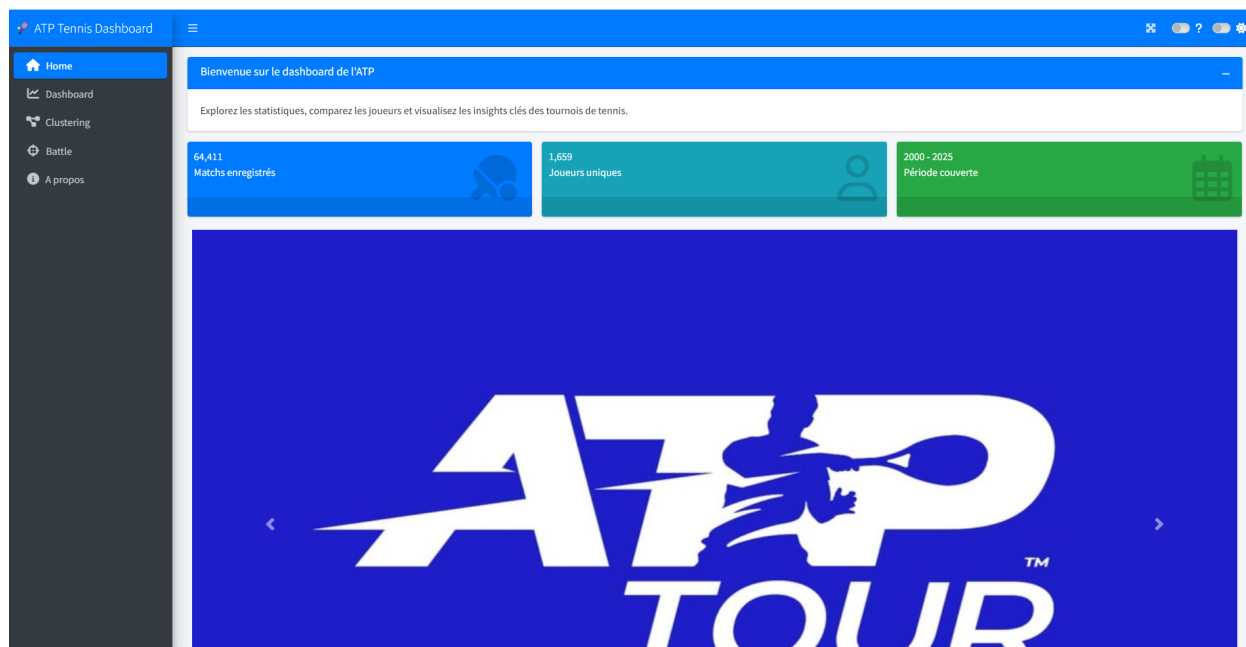 ATP Tennis Dashboard
?
Home
Dashboard
Clustering
Battle
A propos
Bienvenue sur le dashboard de l'ATP
Explorez les statistiques, comparez les joueurs et visualisez les insights clés des tournois de tennis.
64,411
Matchs enregistrés
1,659
Joueurs uniques
2000 - 2025
Période couverte
ATP
TM
TOUR